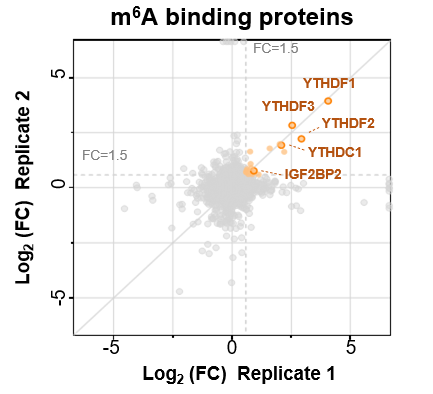 m⁶A binding proteins
FC=1.5
YTHDF1
YTHDF3
YTHDF2
YTHDC1
IGF2BP2
FC=1.5
5
0
-5
Log₂ (FC) Replicate 2
-5
0
5
Log₂ (FC) Replicate 1